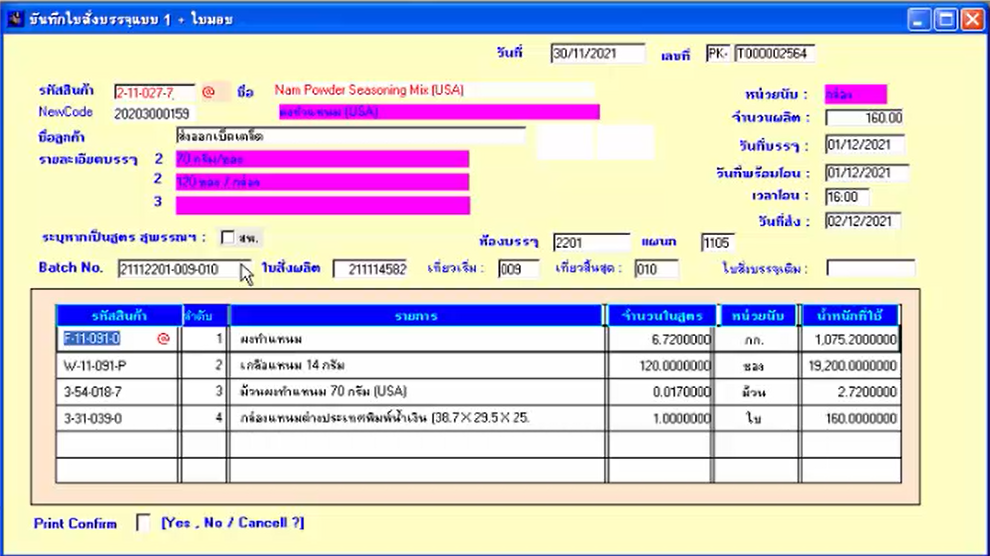 บันทึกใบสั่งบรรจุแบบ 1 + ใบมอบ
วันที่ 30/11/2021 เลขที่ PK- T000002564
รหัสสินค้า 2-11-027-7 @ ชื่อ Nam Powder Seasoning Mix (USA) หน่วยนับ : กล่อง
NewCode 20203000159 ผงทำแหนม (USA) จำนวนผลิต : 160.00
ชื่อลูกค้า ส่งออกเบ็ดเตล็ด วันที่บรรจุ : 01/12/2021
รายละเอียดบรรจุ 2 70 กรัม/ซอง
2 120 ซอง / กล่อง วันที่พร้อมโอน : 01/12/2021
3 เวลาโอน : 16:00
วันที่ส่ง : 02/12/2021
ระบุหากเป็นสูตร สุพรรณฯ : สพ. ห้องบรรจุ 2201 แผนก 1105
Batch No. 21112201-009-010 ใบสั่งผลิต 211114582 เที่ยวเริ่ม : 009 เที่ยวสิ้นสุด : 010 ใบสั่งบรรจุเดิม :
รหัสสินค้า ลำดับ รายการ จำนวนในสูตร หน่วยนับ น้ำหนักที่ใช้
F-11-091-0 @ 1 ผงทำแหนม 6.7200000 กก. 1,075.2000000
W-11-091-P 2 เกลือแหนม 14 กรัม 120.0000000 ซอง 19,200.0000000
3-54-018-7 3 ม้วนผงทำแหนม 70 กรัม (USA) 0.0170000 ม้วน 2.7200000
3-31-039-0 4 กล่องแหนมต่างประเทศพิมพ์น้ำเงิน (38.7 X 29.5 X 25. 1.0000000 ใบ 160.0000000
Print Confirm [Yes , No / Cancell ?]